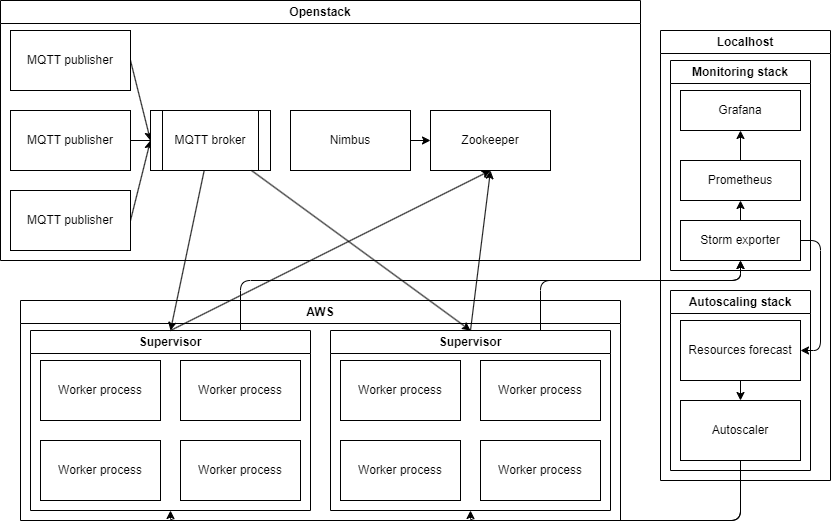 Openstack
MQTT publisher
MQTT publisher
MQTT broker
Nimbus
Zookeeper
MQTT publisher
Localhost
Monitoring stack
Grafana
Prometheus
Storm exporter
Autoscaling stack
Resources forecast
Autoscaler
AWS
Supervisor
Worker process
Worker process
Worker process
Worker process
Supervisor
Worker process
Worker process
Worker process
Worker process